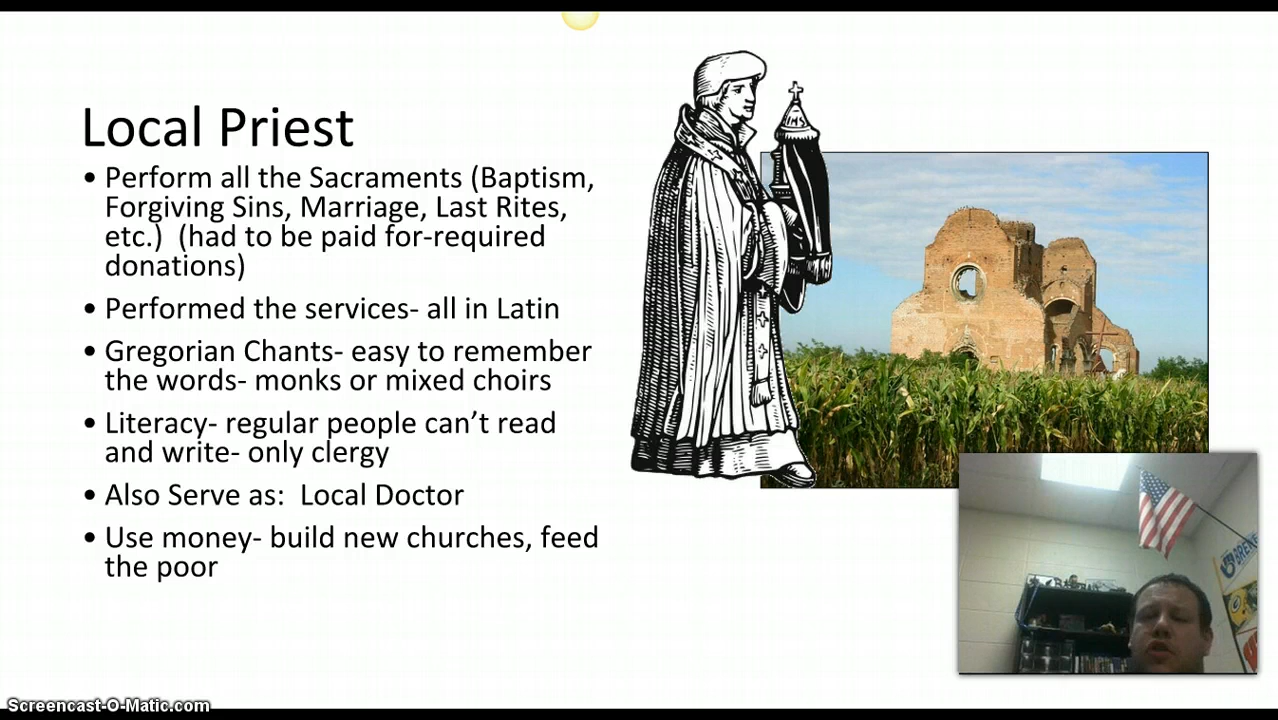 Local Priest
• Perform all the Sacraments (Baptism,
Forgiving Sins, Marriage, Last Rites,
etc.)  (had to be paid for-required
donations)
• Performed the services- all in Latin
• Gregorian Chants- easy to remember
the words- monks or mixed choirs
• Literacy- regular people can’t read
and write- only clergy
• Also Serve as:  Local Doctor
• Use money- build new churches, feed
the poor
IHS
G
Screencast-O-Matic.com